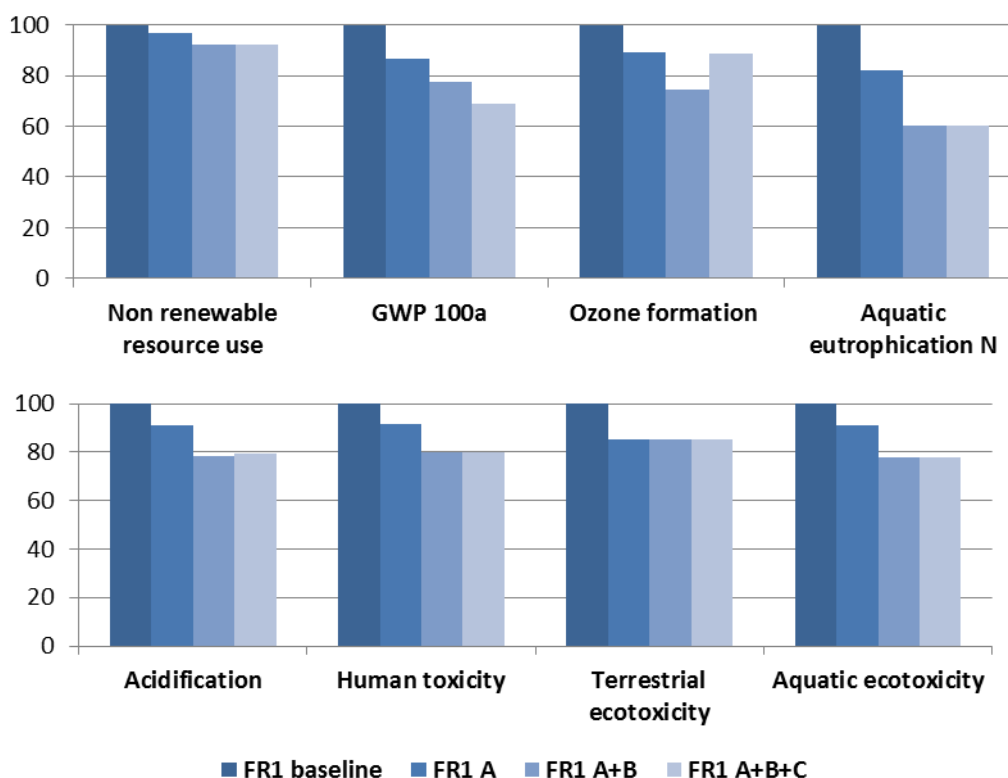 100
80
60
40
20
0
Non renewable GWP 100a Ozone formation Aquatic
resource use eutrophication N
100
80
60
40
20
0
Acidification Human toxicity Terrestrial Aquatic ecotoxicity
ecotoxicity
FR1 baseline FR1 A FR1 A+B FR1 A+B+C